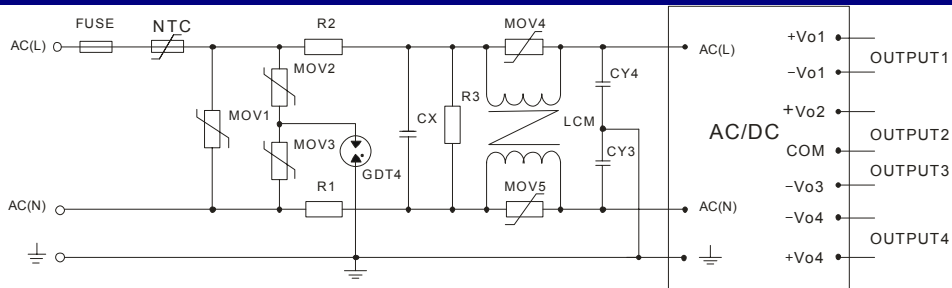 FUSE
NTC
R2
MOV4
AC(L)
AC(L)
+Vo1
OUTPUT1
MOV2
CY4
−Vo1
MOV1
R3
+Vo2
CX
LCM
AC/DC
OUTPUT2
MOV3
CY3
COM
GDT4
OUTPUT3
R1
MOV5
−Vo3
AC(N)
AC(N)
−Vo4
OUTPUT4
+Vo4